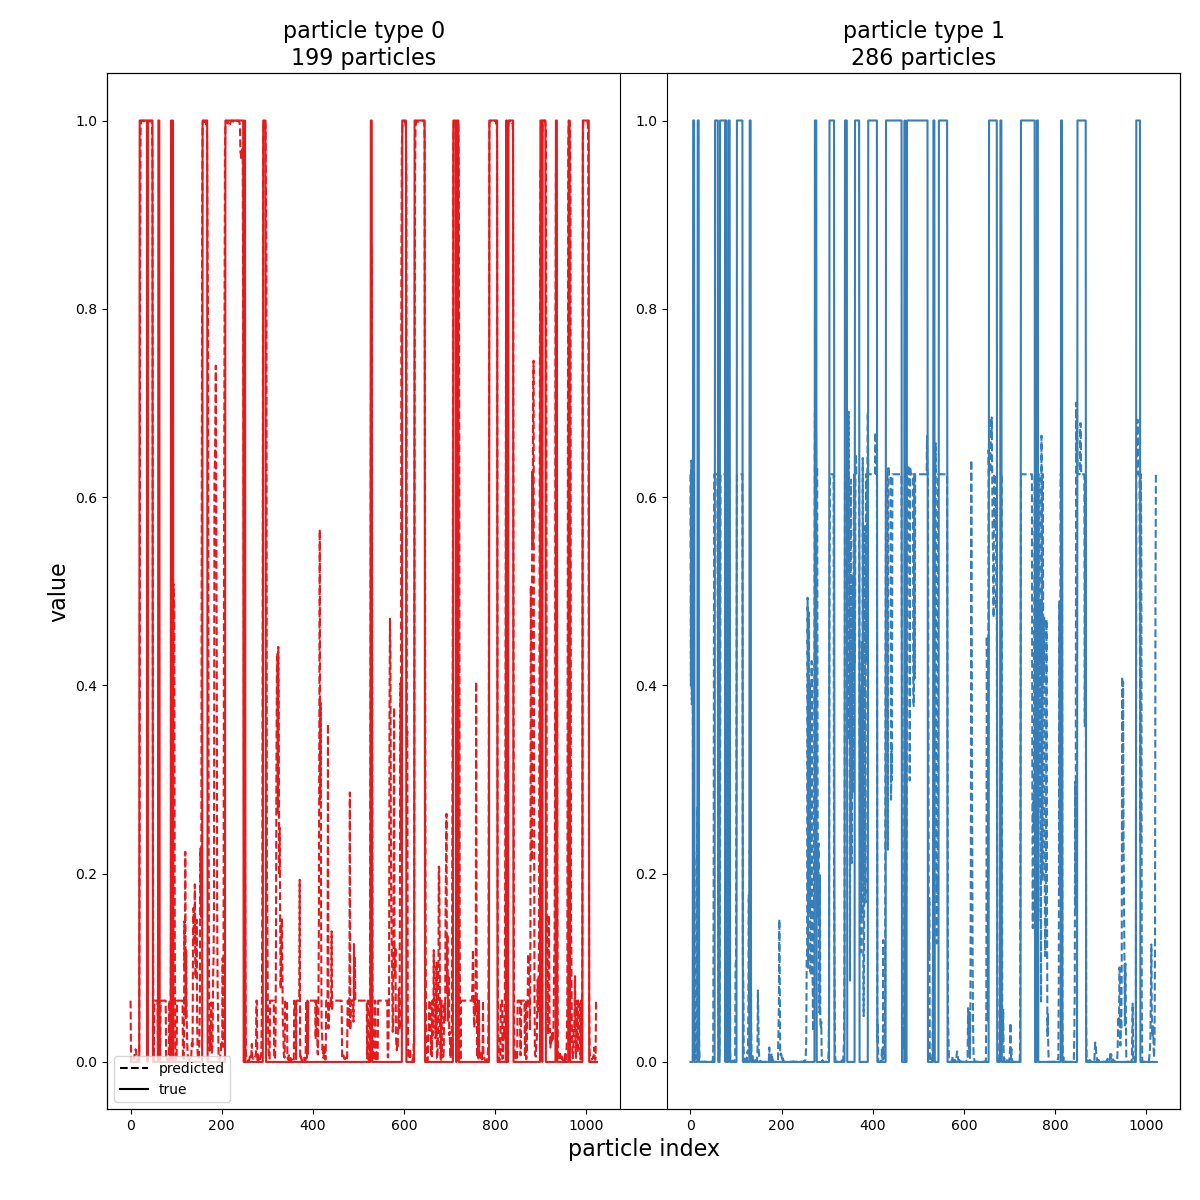 particle type 0
199 particles
particle type 1
286 particles
value
1.0
0.8
0.6
0.4
0.2
0.0
1.0
0.8
0.6
0.4
0.2
0.0
predicted
true
0 200 400 600 800 1000
0 200 400 600 800 1000
particle index